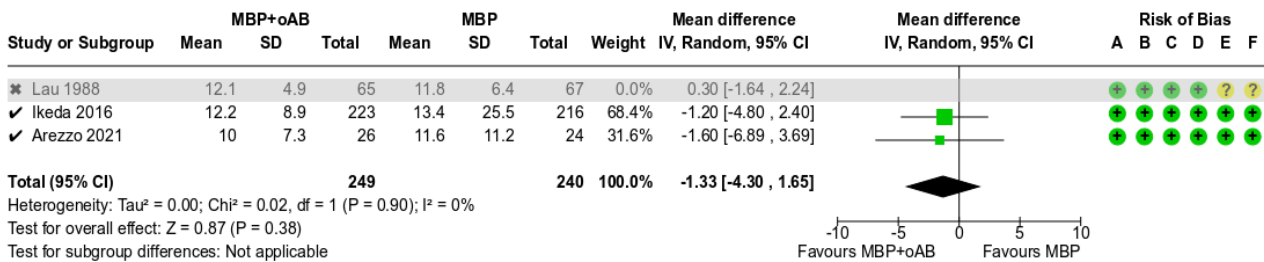 MBP+oAB MBP Mean difference Mean difference Risk of Bias
Study or Subgroup Mean SD Total Mean SD Total Weight IV, Random, 95% CI IV, Random, 95% CI A B C D E F
✖ Lau 1988 12.1 4.9 65 11.8 6.4 67 0.0% 0.30 [-1.64 , 2.24] + + + + ? ?
✔ Ikeda 2016 12.2 8.9 223 13.4 25.5 216 68.4% -1.20 [-4.80 , 2.40] + + + + + +
✔ Arezzo 2021 10 7.3 26 11.6 11.2 24 31.6% -1.60 [-6.89 , 3.69] + + + + + +
Total (95% CI) 249 240 100.0% -1.33 [-4.30 , 1.65]
Heterogeneity: Tau² = 0.00; Chi² = 0.02, df = 1 (P = 0.90); I² = 0%
Test for overall effect: Z = 0.87 (P = 0.38) -10 -5 0 5 10
Test for subgroup differences: Not applicable Favours MBP+oAB Favours MBP